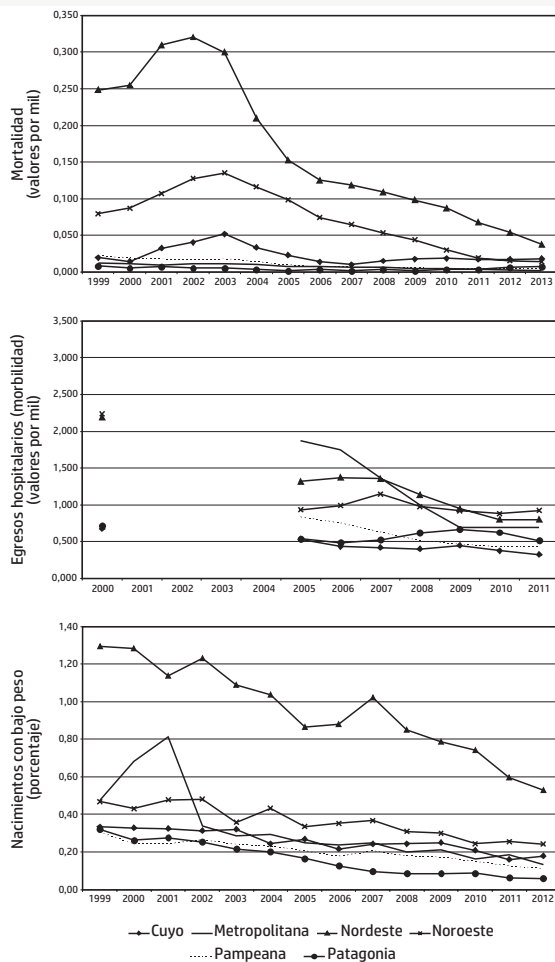 Mortalidad
(valores por mil)
0,350
0,300
0,250
0,200
0,150
0,100
0,050
0,000
1999 2000 2001 2002 2003 2004 2005 2006 2007 2008 2009 2010 2011 2012 2013
Egresos hospitalarios (morbilidad)
(valores por mil)
3,500
3,000
2,500
2,000
1,500
1,000
0,500
0,000
2000 2001 2002 2003 2004 2005 2006 2007 2008 2009 2010 2011
Nacimientos con bajo peso
(porcentaje)
1,40
1,20
1,00
0,80
0,60
0,40
0,20
0,00
1999 2000 2001 2002 2003 2004 2005 2006 2007 2008 2009 2010 2011 2012
Cuyo Metropolitana Nordeste Noroeste
Pampeana Patagonia